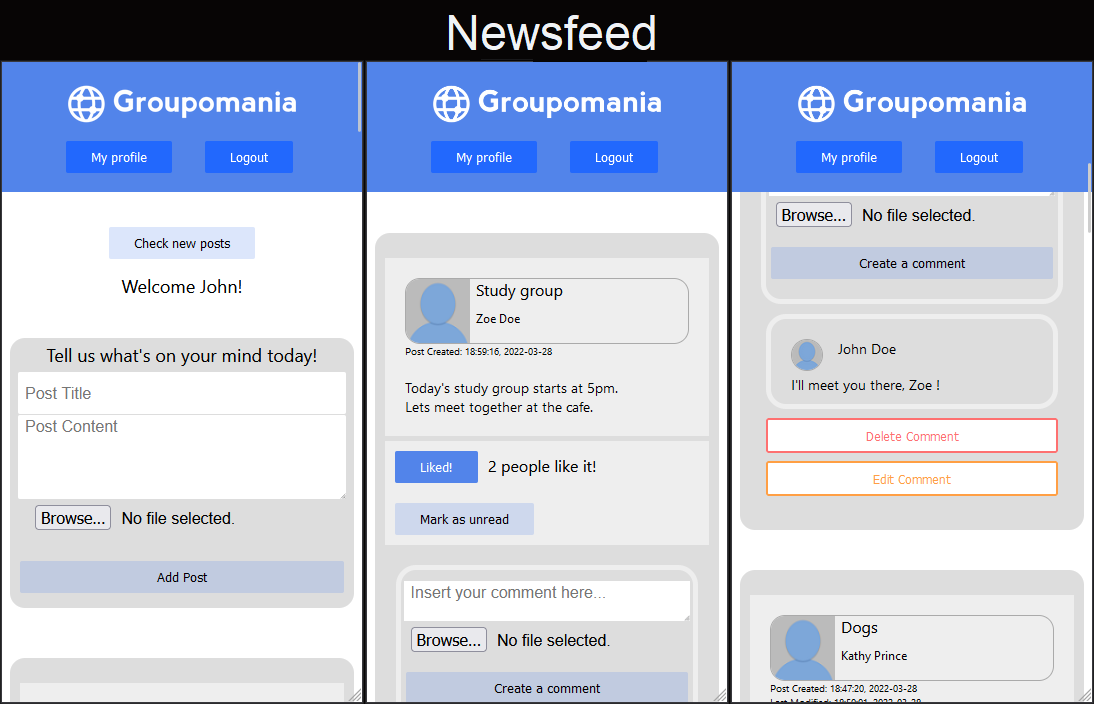 Newsfeed
Groupomania
My profile
Logout
Check new posts
Welcome John!
Tell us what's on your mind today!
Post Title
Post Content
Browse... No file selected.
Add Post
Groupomania
My profile
Logout
Study group
Zoe Doe
Post Created: 18:59:16, 2022-03-28
Today's study group starts at 5pm.
Lets meet together at the cafe.
Liked! 2 people like it!
Mark as unread
Insert your comment here...
Browse... No file selected.
Create a comment
Groupomania
My profile
Logout
Browse... No file selected.
Create a comment
John Doe
I'll meet you there, Zoe !
Delete Comment
Edit Comment
Dogs
Kathy Prince
Post Created: 18:47:20, 2022-03-28